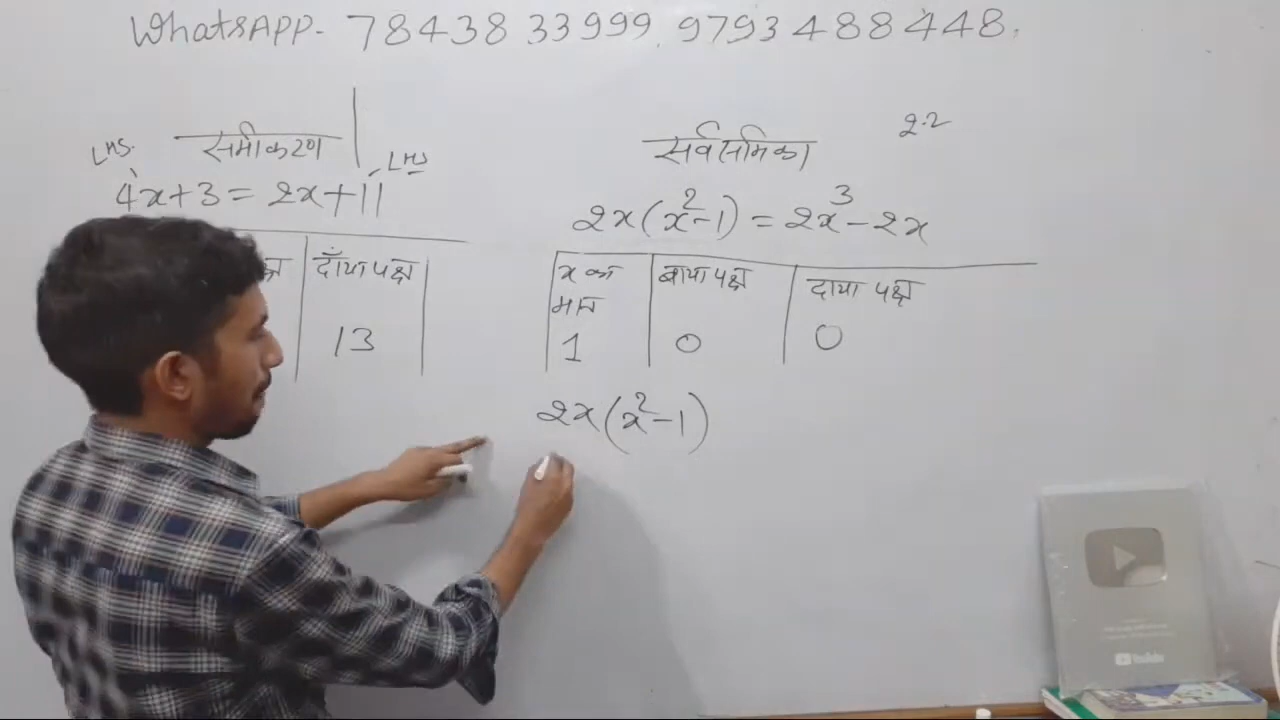 WhatsAPP- 7843833999, 9793488448.
समीकरण
LHS.
LHS
4x+3 = 2x+11
दाँया पक्ष
13
सर्वसमिका
2.2
2x(x²-1) = 2x³-2x
x का मान
बाया पक्ष
दाया पक्ष
1
0
0
2x(x²-1)
YouTube